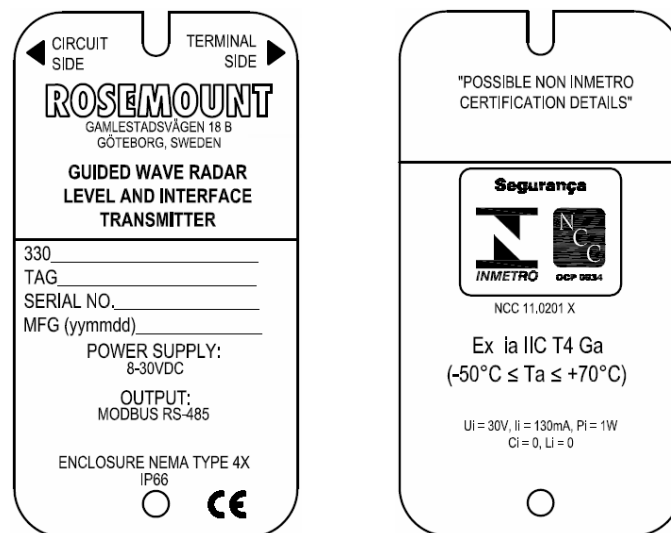 CIRCUIT SIDE
TERMINAL SIDE
ROSEMOUNT
GAMLESTADSVÅGEN 18 B
GÖTEBORG, SWEDEN
GUIDED WAVE RADAR
LEVEL AND INTERFACE
TRANSMITTER
330
TAG
SERIAL NO.
MFG (yymmdd)
POWER SUPPLY:
8-30VDC
OUTPUT:
MODBUS RS-485
ENCLOSURE NEMA TYPE 4X
IP66
CE
"POSSIBLE NON INMETRO
CERTIFICATION DETAILS"
Segurança
NCC
INMETRO
OCP 0034
NCC 11.0201 X
Ex ia IIC T4 Ga
(-50°C ≤ Ta ≤ +70°C)
Ui = 30V, Ii = 130mA, Pi = 1W
Ci = 0, Li = 0